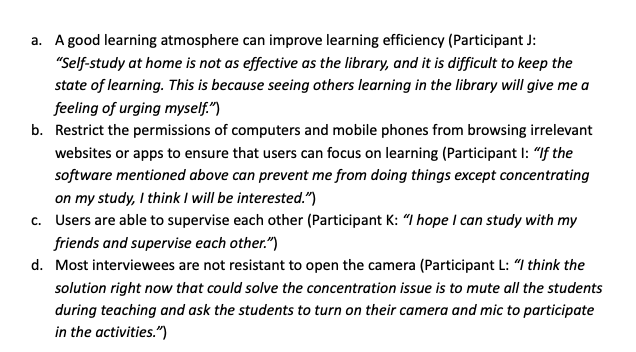 a. A good learning atmosphere can improve learning efficiency (Participant J:
“Self-study at home is not as effective as the library, and it is difficult to keep the
state of learning. This is because seeing others learning in the library will give me a
feeling of urging myself.”)
b. Restrict the permissions of computers and mobile phones from browsing irrelevant
websites or apps to ensure that users can focus on learning (Participant I: “If the
software mentioned above can prevent me from doing things except concentrating
on my study, I think I will be interested.”)
c. Users are able to supervise each other (Participant K: “I hope I can study with my
friends and supervise each other.”)
d. Most interviewees are not resistant to open the camera (Participant L: “I think the
solution right now that could solve the concentration issue is to mute all the students
during teaching and ask the students to turn on their camera and mic to participate
in the activities.”)